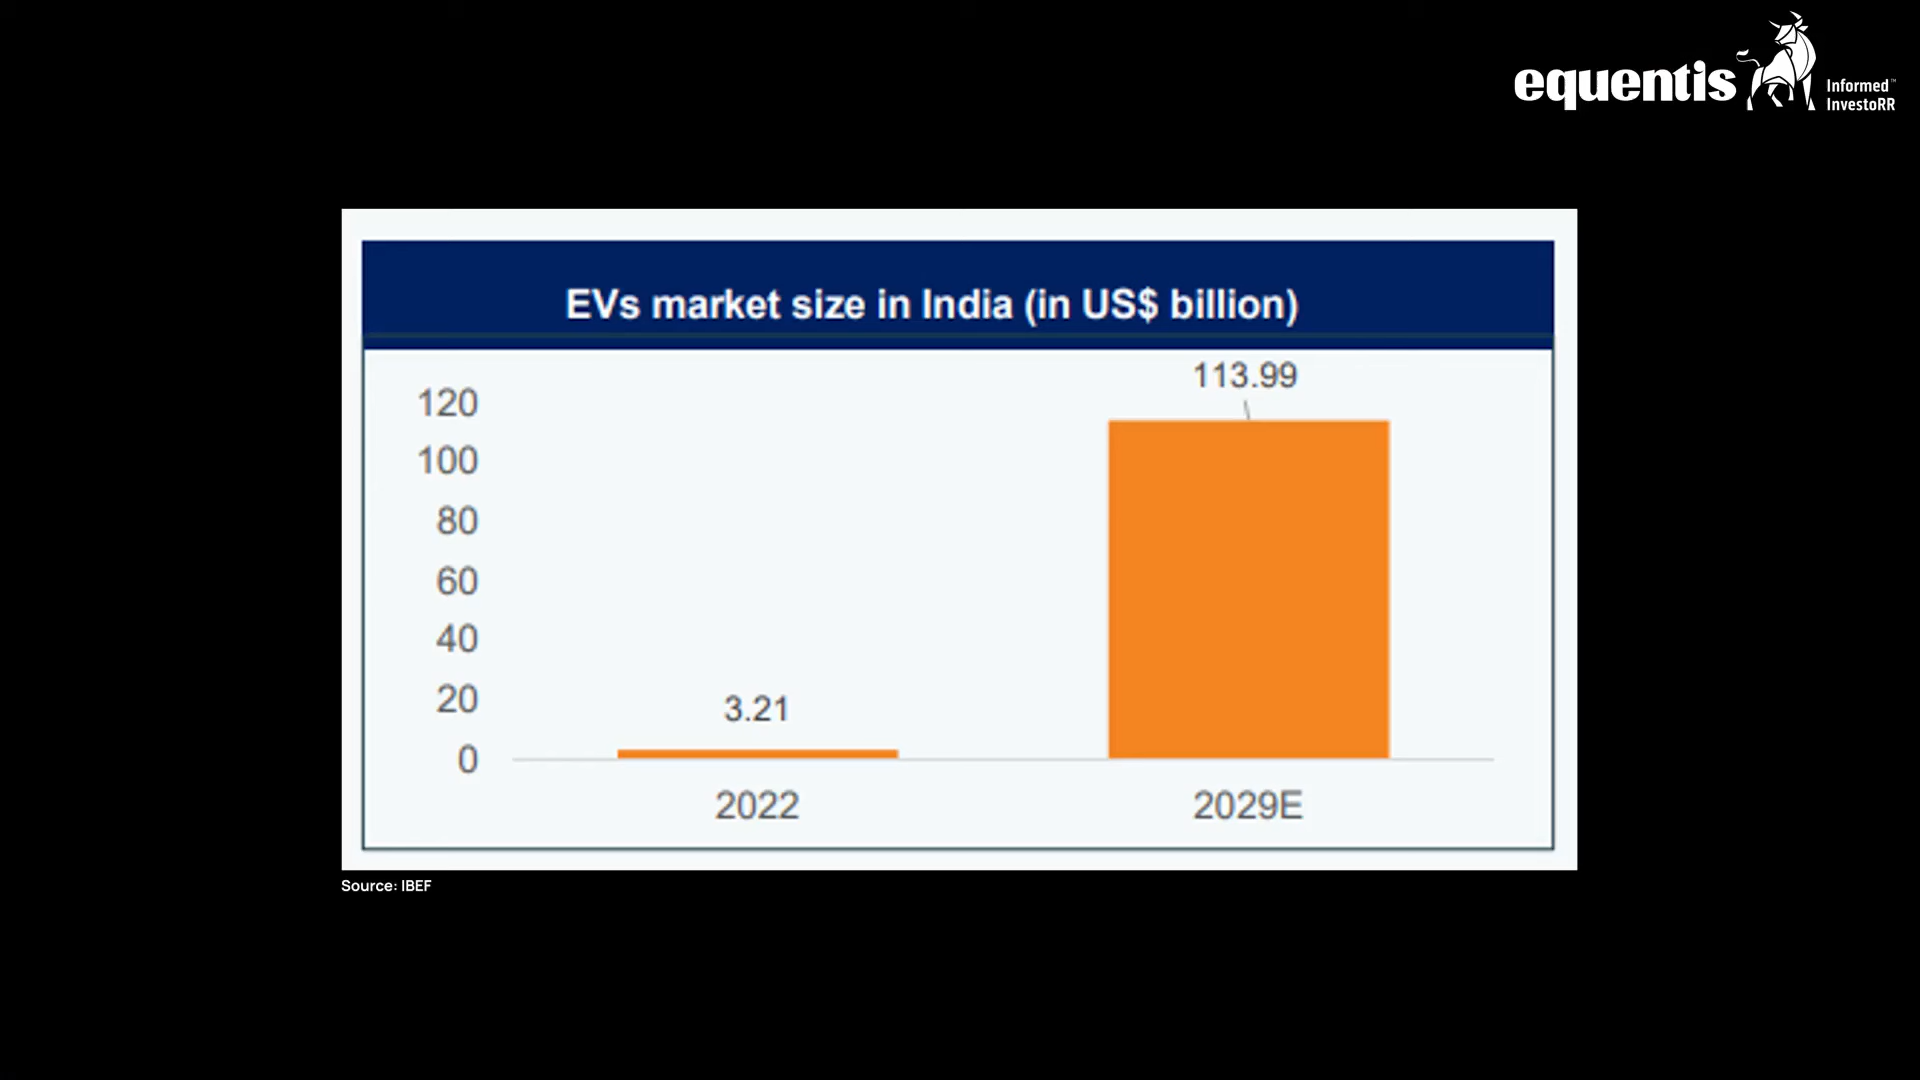 equentis
Informed™
InvestoRR
EVs market size in India (in US$ billion)
113.99
120
100
80
60
40
20
0
3.21
2022
2029E
Source: IBEF